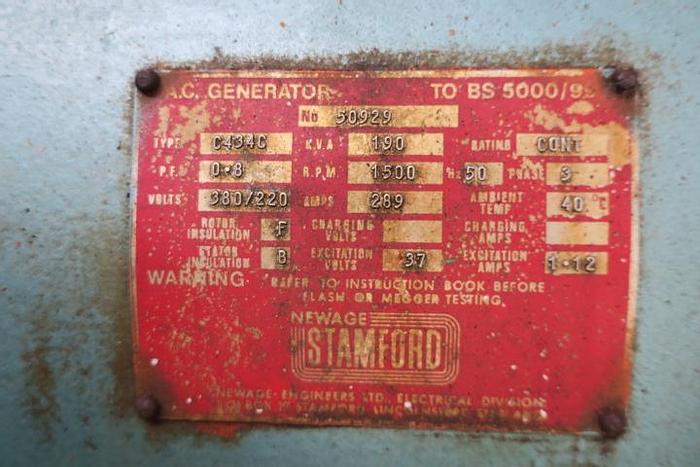 A.C. GENERATOR TO BS 5000/99
No 50929
TYPE C434C K.V.A 190 RATING CONT
P.F. 0·8 R.P.M. 1500 Hz 50 PHASE 3
VOLTS 380/220 AMPS 289 AMBIENT TEMP 40 °C
ROTOR INSULATION F CHARGING VOLTS CHARGING AMPS
STATOR INSULATION B EXCITATION VOLTS 37 EXCITATION AMPS 1·12
WARNING REFER TO INSTRUCTION BOOK BEFORE
FLASH OR MEGGER TESTING.
NEWAGE
STAMFORD
NEWAGE ENGINEERS LTD. ELECTRICAL DIVISION
BOX STAMFORD LINCOLNSHIRE